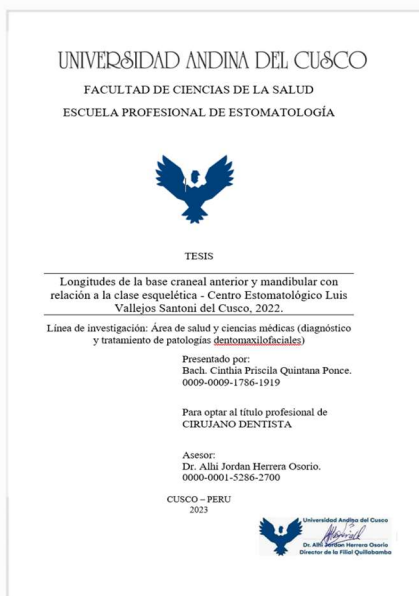 UNIVERSIDAD ANDINA DEL CUSCO
FACULTAD DE CIENCIAS DE LA SALUD
ESCUELA PROFESIONAL DE ESTOMATOLOGÍA
TESIS
Longitudes de la base craneal anterior y mandibular con
relación a la clase esquelética - Centro Estomatológico Luis
Vallejos Santoni del Cusco, 2022.
Línea de investigación: Área de salud y ciencias médicas (diagnóstico
y tratamiento de patologías dentomaxilofaciales)
Presentado por:
Bach. Cinthia Priscila Quintana Ponce.
0009-0009-1786-1919
Para optar al título profesional de
CIRUJANO DENTISTA
Asesor:
Dr. Alhi Jordan Herrera Osorio.
0000-0001-5286-2700
CUSCO – PERU
2023
Universidad Andina del Cusco
Dr. Alhi Jordan Herrera Osorio
Director de la Filial Quillabamba